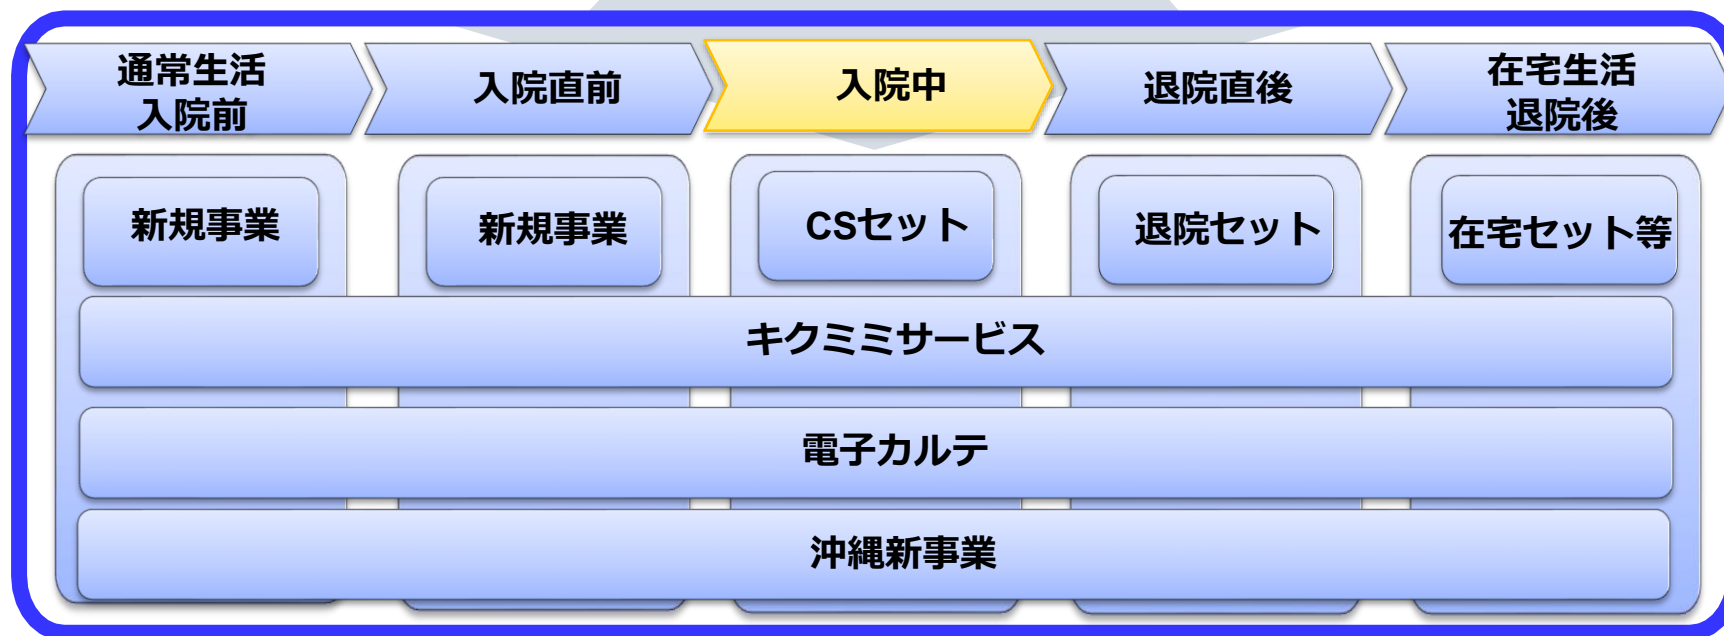 通常生活
入院前
入院直前
入院中
退院直後
在宅生活
退院後
新規事業
新規事業
CSセット
退院セット
在宅セット等
キクミミサービス
電子カルテ
沖縄新事業